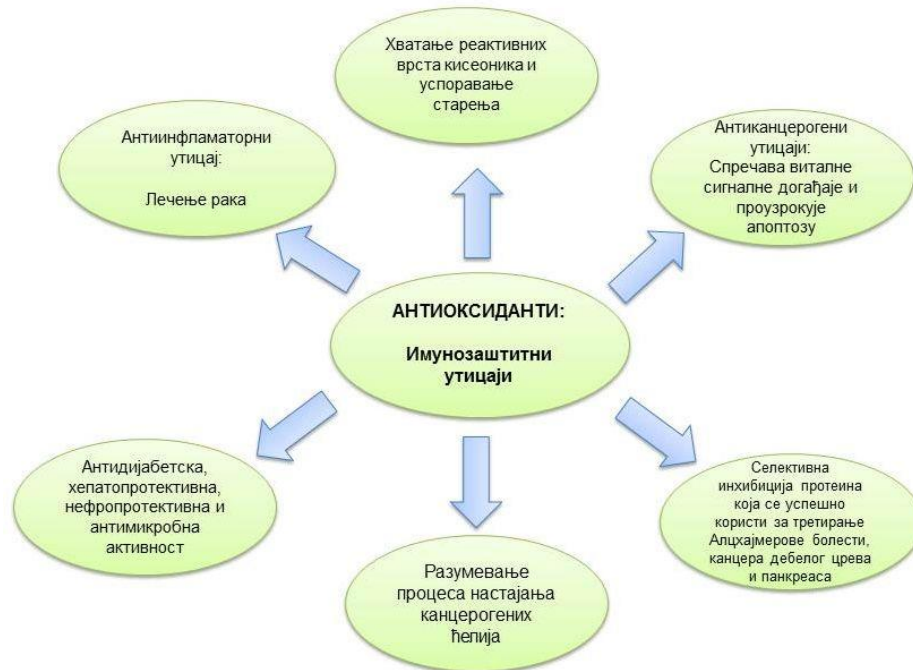 Хватање реактивних
врста кисеоника и
успоравање
старења
Антиинфламаторни
утицај:
Лечење рака
Антиканцерогени
утицаји:
Спречава виталне
сигналне догађаје и
проузрокује
апоптозу
АНТИОКСИДАНТИ:
Имунозаштитни
утицаји
Антидијабетска,
хепатопротективна,
нефропротективна и
антимикробна
активност
Разумевање
процеса настајања
канцерогених
ћелија
Селективна
инхибиција протеина
која се успешно
користи за третирање
Алцхајмерове болести,
канцера дебелог црева
и панкреаса